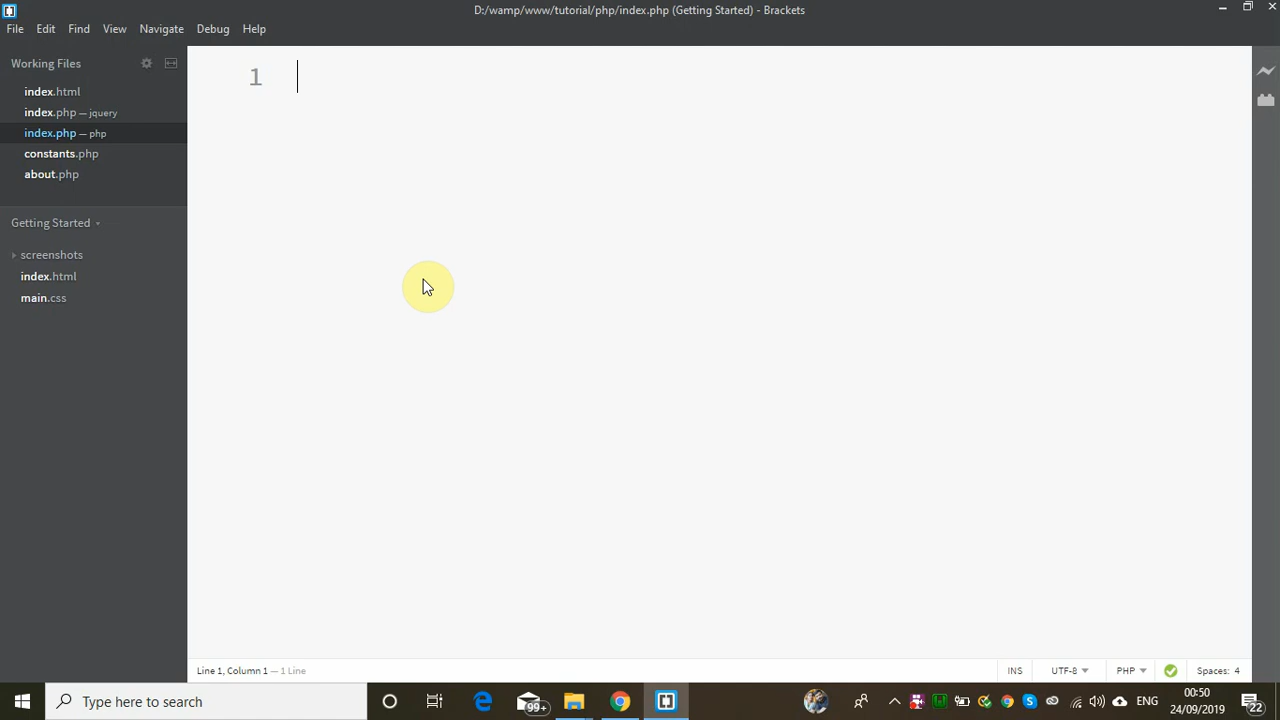 D:/wamp/www/tutorial/php/index.php (Getting Started) - Brackets
File Edit Find View Navigate Debug Help
Working Files
index.html
index.php — jquery
index.php — php
constants.php
about.php
Getting Started
screenshots
index.html
main.css
1
Line 1, Column 1 — 1 Line
INS UTF-8 PHP Spaces: 4
Type here to search
99+
ENG
00:50
24/09/2019
22